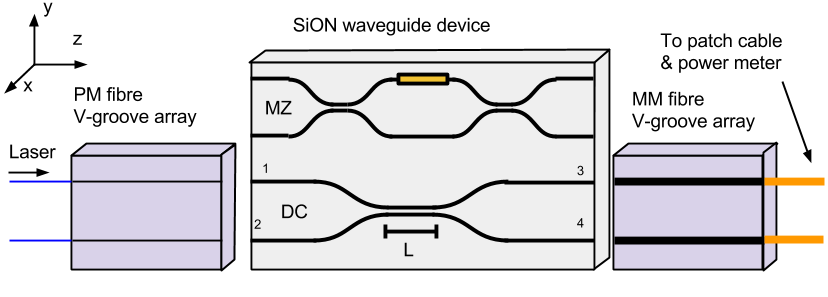 y
z
x
SiON waveguide device
To patch cable
& power meter
PM fibre
V-groove array
MM fibre
V-groove array
Laser
MZ
1
3
DC
2
4
L